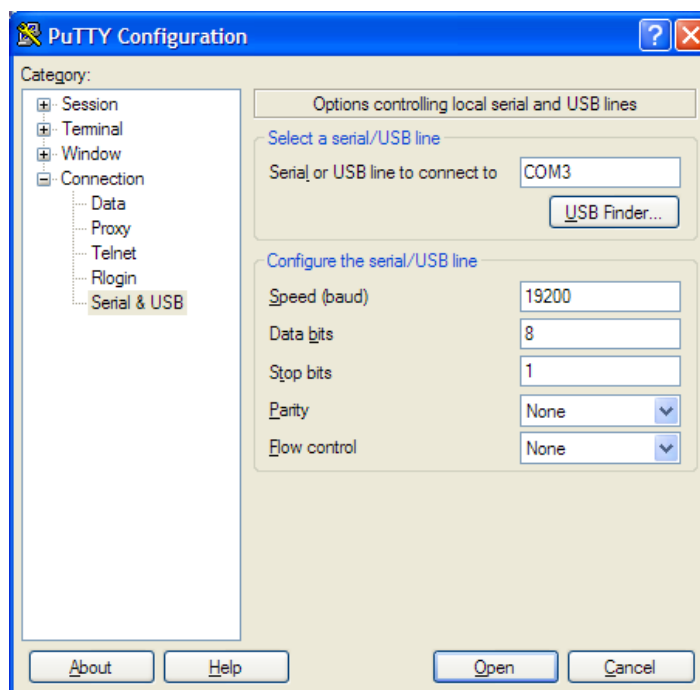 PuTTY Configuration
Category:
Session
Terminal
Window
Connection
Data
Proxy
Telnet
Rlogin
Serial & USB
Options controlling local serial and USB lines
Select a serial/USB line
Serial or USB line to connect to COM3
USB Finder...
Configure the serial/USB line
Speed (baud) 19200
Data bits 8
Stop bits 1
Parity None
Flow control None
About Help Open Cancel